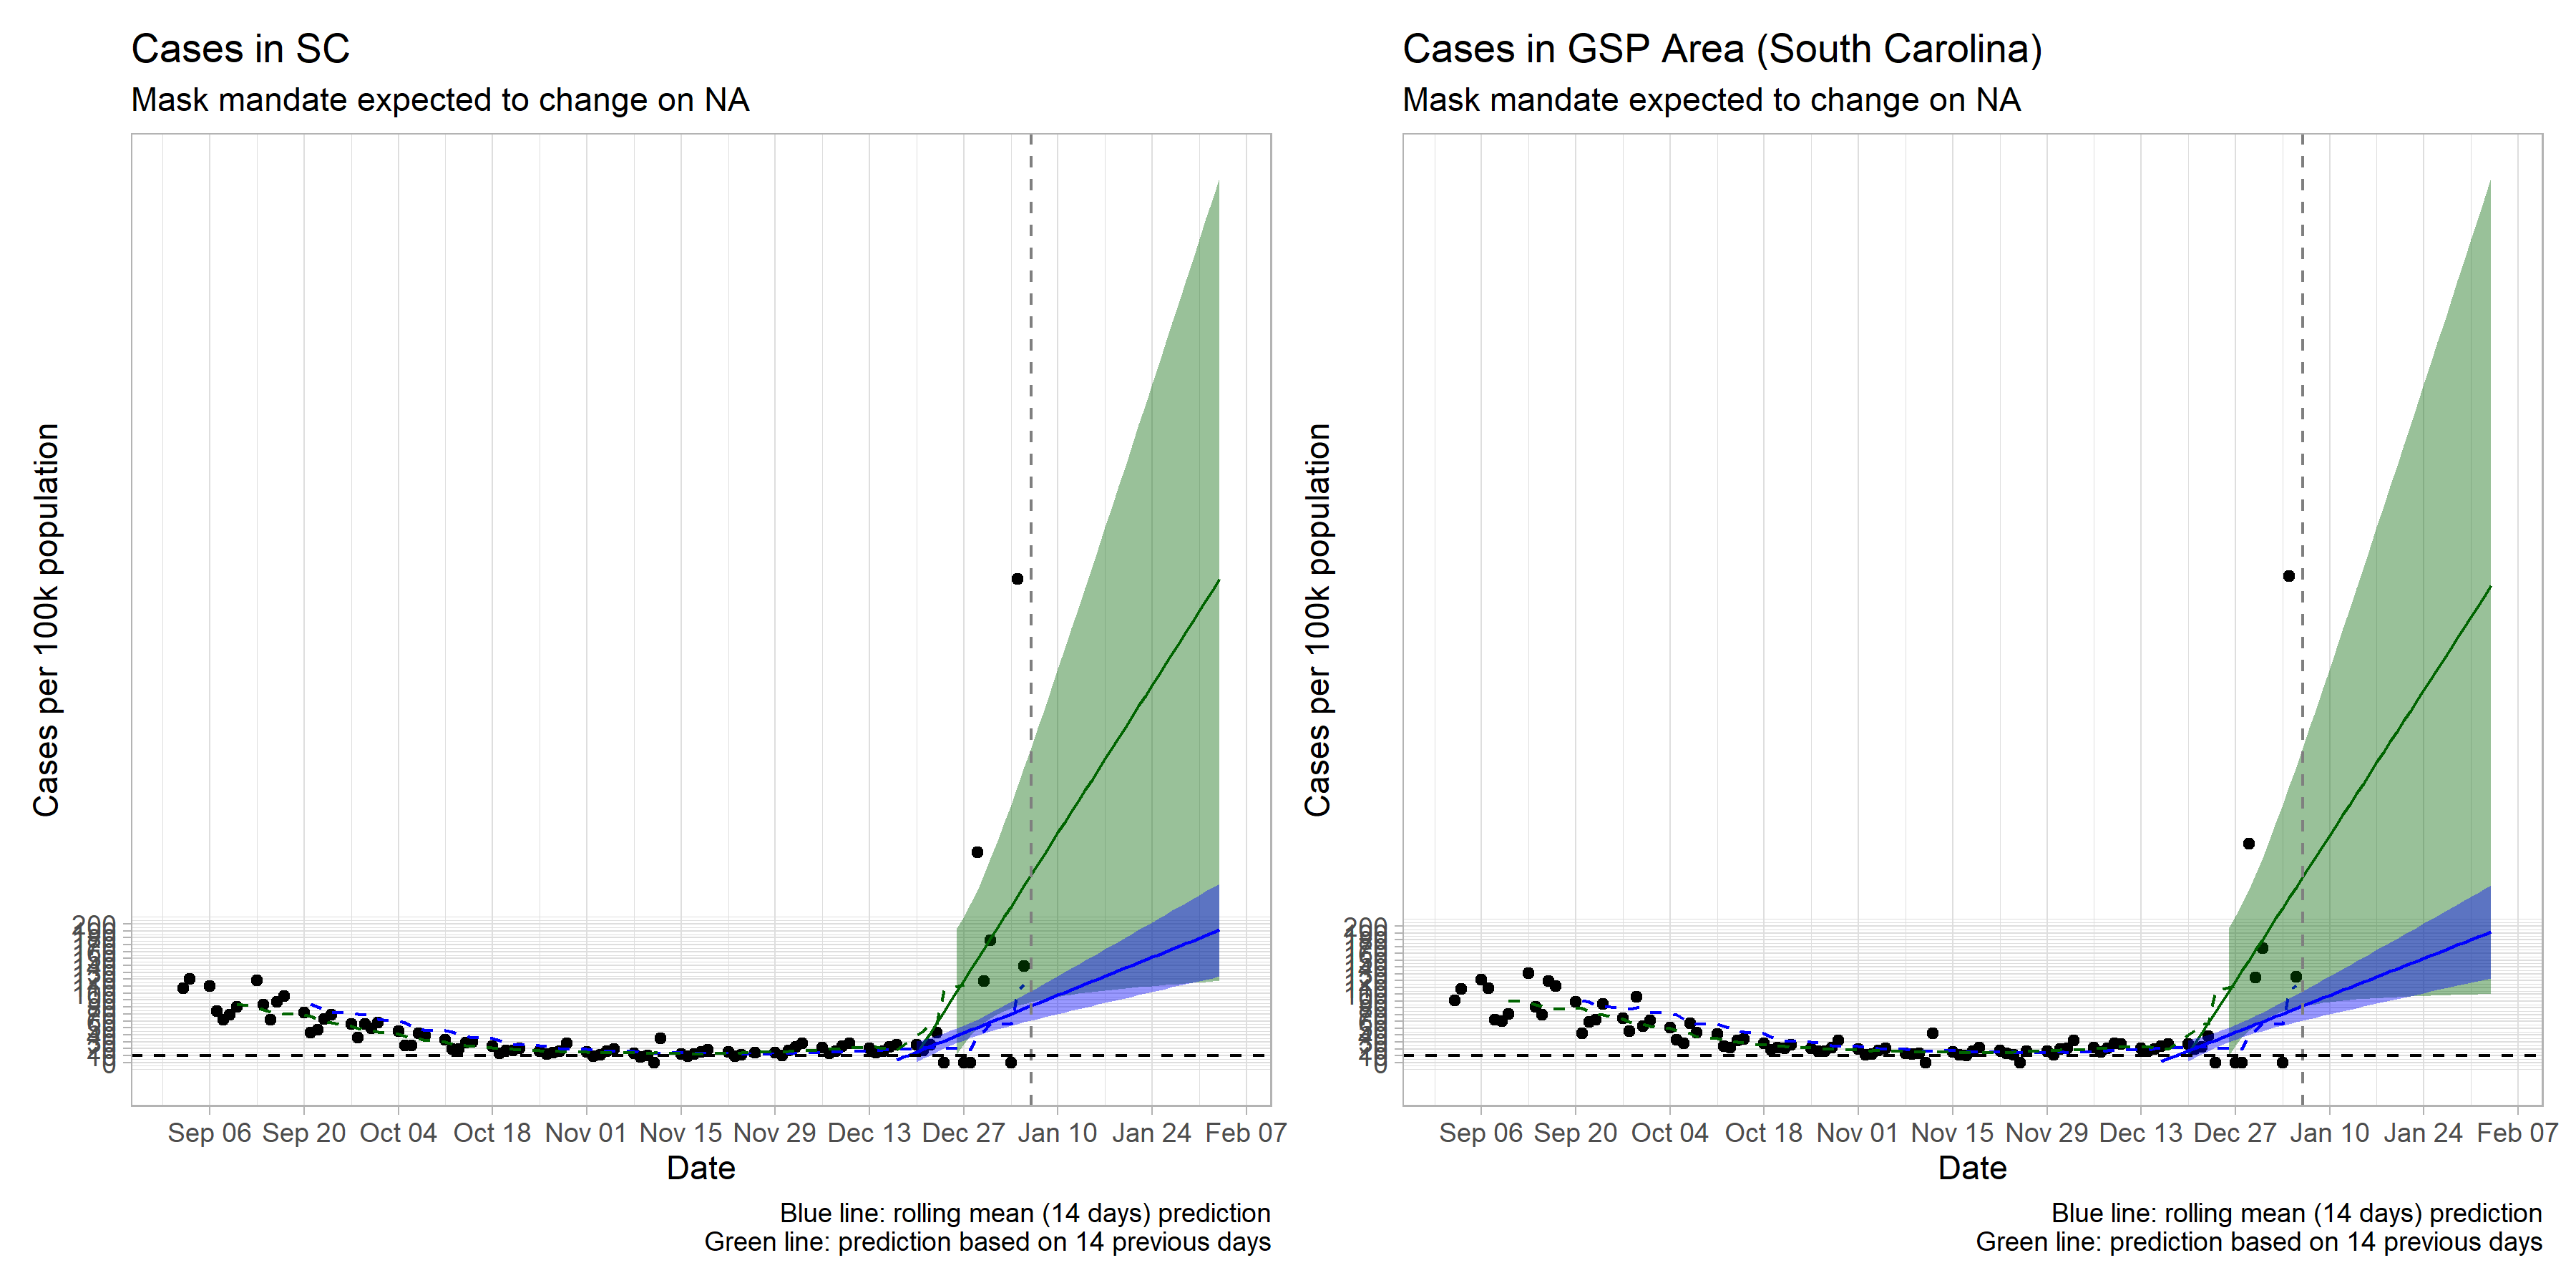 Cases in SC
Mask mandate expected to change on NA
Cases per 100k population
200
0
Sep 06 Sep 20 Oct 04 Oct 18 Nov 01 Nov 15 Nov 29 Dec 13 Dec 27 Jan 10 Jan 24 Feb 07
Date
Blue line: rolling mean (14 days) prediction
Green line: prediction based on 14 previous days
Cases in GSP Area (South Carolina)
Mask mandate expected to change on NA
Cases per 100k population
200
0
Sep 06 Sep 20 Oct 04 Oct 18 Nov 01 Nov 15 Nov 29 Dec 13 Dec 27 Jan 10 Jan 24 Feb 07
Date
Blue line: rolling mean (14 days) prediction
Green line: prediction based on 14 previous days